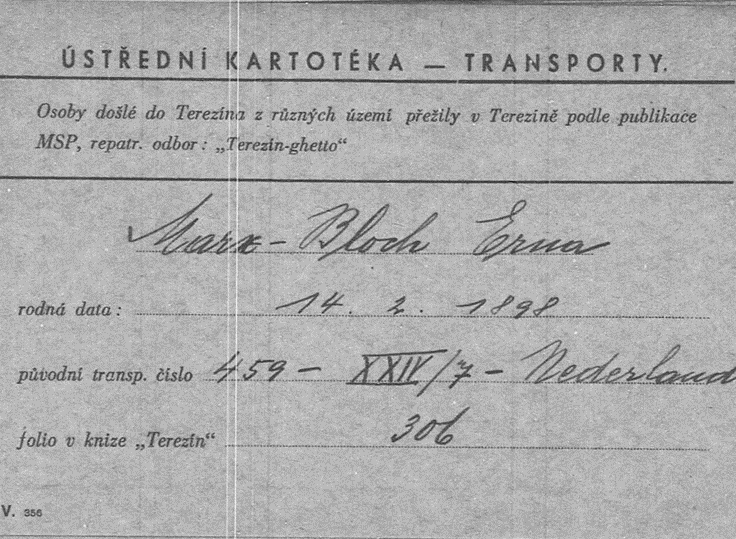 ÚSTŘEDNÍ KARTOTÉKA — TRANSPORTY.
Osoby došlé do Terezína z různých území přežily v Terezíně podle publikace
MSP, repatr. odbor: „Terezin-ghetto“
Marx - Bloch Erna
rodná data: 14. 2. 1898
původní transp. číslo 459 - XXIV/7 - Nederland
folio v knize „Terezín“ 306
V. 356